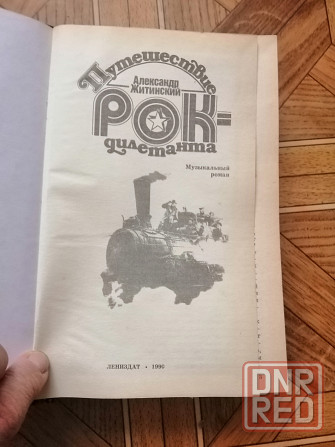 Путешествие
Александр
Житинский
РОК-
дилетанта
Музыкальный
роман
ЛЕНИЗДАТ • 1990
DNR
RED